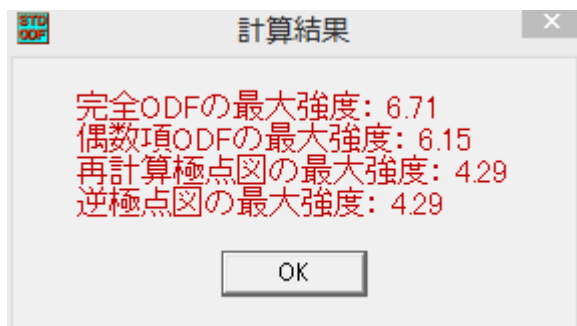 STD
ODF
計算結果
完全ODFの最大強度: 6.71
偶数項ODFの最大強度: 6.15
再計算極点図の最大強度: 4.29
逆極点図の最大強度: 4.29
OK